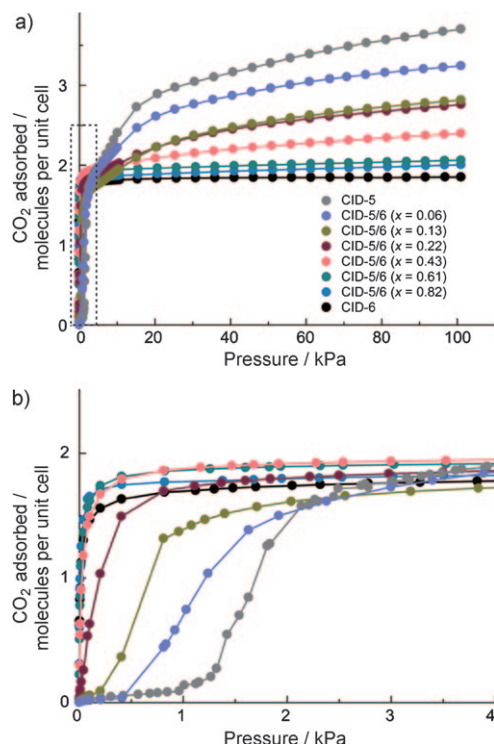 a)
CO2 adsorbed /
molecules per unit cell
3
2
1
0
CID-5
CID-5/6 (x = 0.06)
CID-5/6 (x = 0.13)
CID-5/6 (x = 0.22)
CID-5/6 (x = 0.43)
CID-5/6 (x = 0.61)
CID-5/6 (x = 0.82)
CID-6
0 20 40 60 80 100
Pressure / kPa
b)
CO2 adsorbed /
molecules per unit cell
2
1
0
0 1 2 3 4
Pressure / kPa